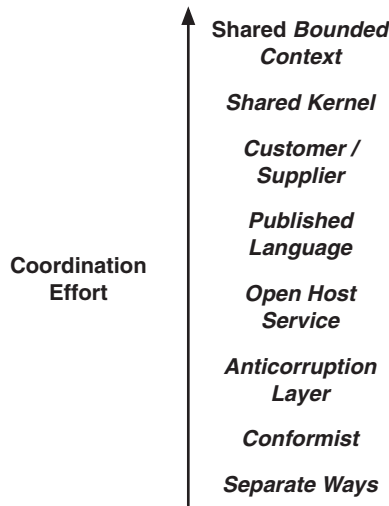 Shared Bounded
Context
Shared Kernel
Customer /
Supplier
Published
Language
Coordination
Effort
Open Host
Service
Anticorruption
Layer
Conformist
Separate Ways